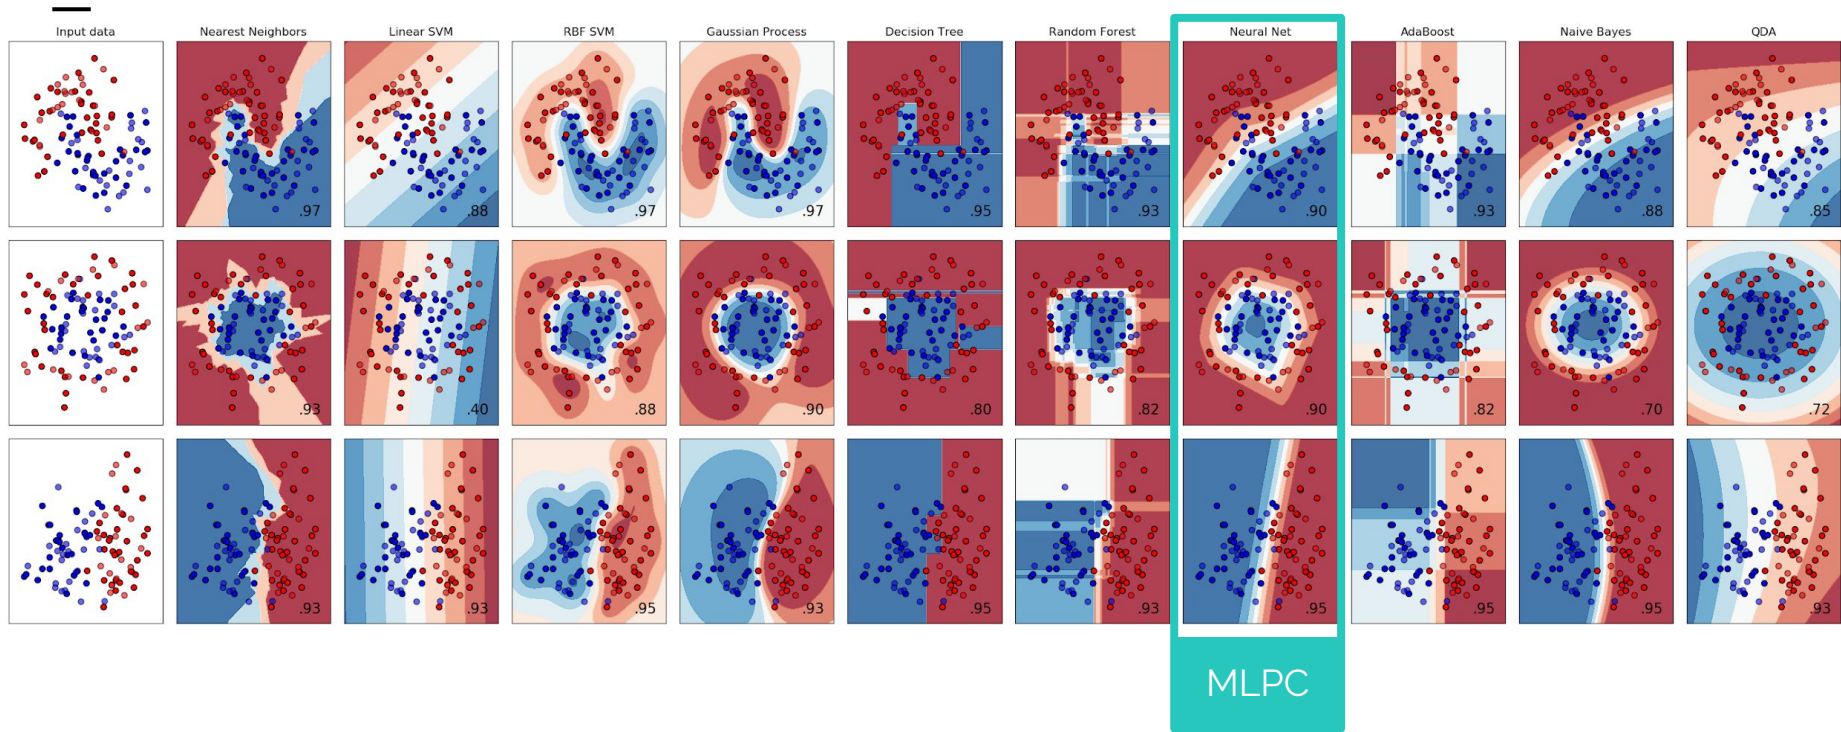 Input data Nearest Neighbors Linear SVM RBF SVM Gaussian Process Decision Tree Random Forest Neural Net AdaBoost Naive Bayes QDA
.97 .88 .97 .97 .95 .93 .90 .93 .88 .85
.93 .40 .88 .90 .80 .82 .90 .82 .70 .72
.93 .93 .95 .93 .95 .93 .95 .95 .95 .93
MLPC